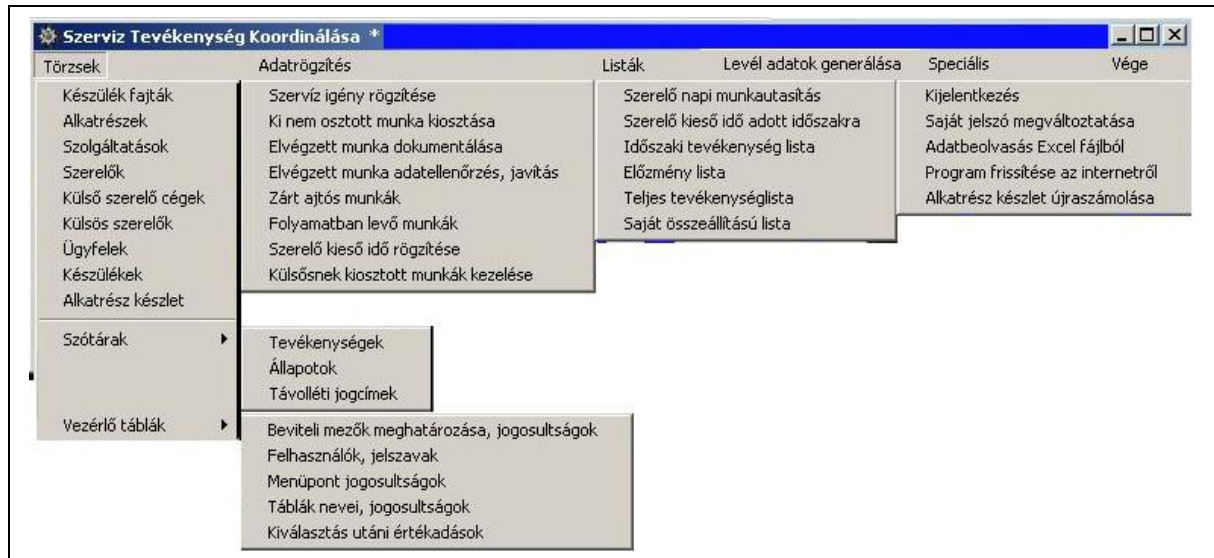 Szerviz Tevékenység Koordinálása *
Törzsek Adatrögzítés Listák Levél adatok generálása Speciális Vége
Készülék fajták
Alkatrészek
Szolgáltatások
Szerelők
Külső szerelő cégek
Külsös szerelők
Ügyfelek
Készülékek
Alkatrész készlet
Szótárak
Vezérlő táblák
Szervíz igény rögzítése
Ki nem osztott munka kiosztása
Elvégzett munka dokumentálása
Elvégzett munka adatellenőrzés, javítás
Zárt ajtós munkák
Folyamatban levő munkák
Szerelő kieső idő rögzítése
Külsősnek kiosztott munkák kezelése
Szerelő napi munkautasítás
Szerelő kieső idő adott időszakra
Időszaki tevékenység lista
Előzmény lista
Teljes tevékenységlista
Saját összeállítású lista
Kijelentkezés
Saját jelszó megváltoztatása
Adatbeolvasás Excel fájlból
Program frissítése az internetről
Alkatrész készlet újraszámolása
Tevékenységek
Állapotok
Távolléti jogcímek
Beviteli mezők meghatározása, jogosultságok
Felhasználók, jelszavak
Menüpont jogosultságok
Táblák nevei, jogosultságok
Kiválasztás utáni értékadások